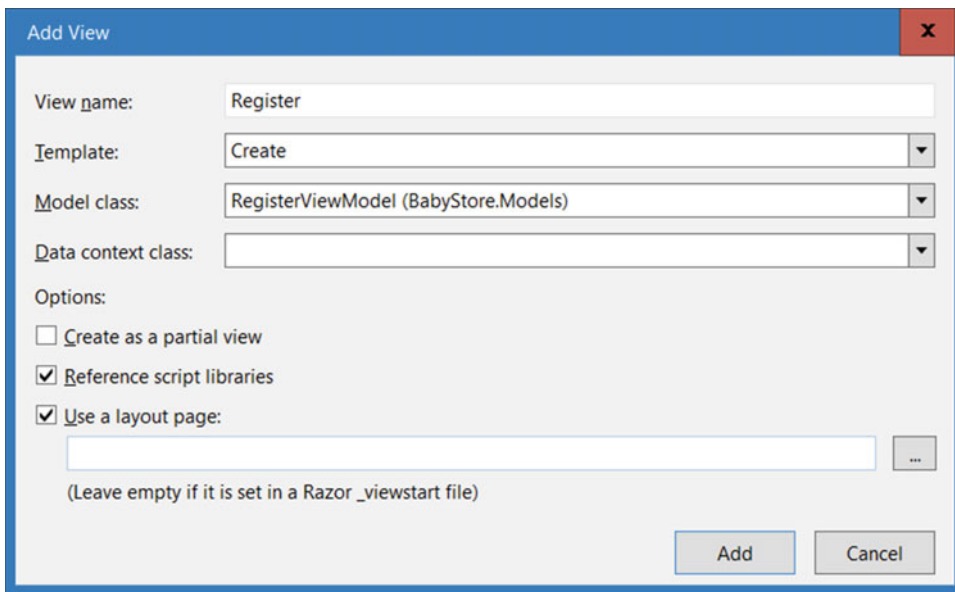 Add View
x
View name: Register
Template: Create
Model class: RegisterViewModel (BabyStore.Models)
Data context class:
Options:
Create as a partial view
Reference script libraries
Use a layout page:
...
(Leave empty if it is set in a Razor _viewstart file)
Add Cancel